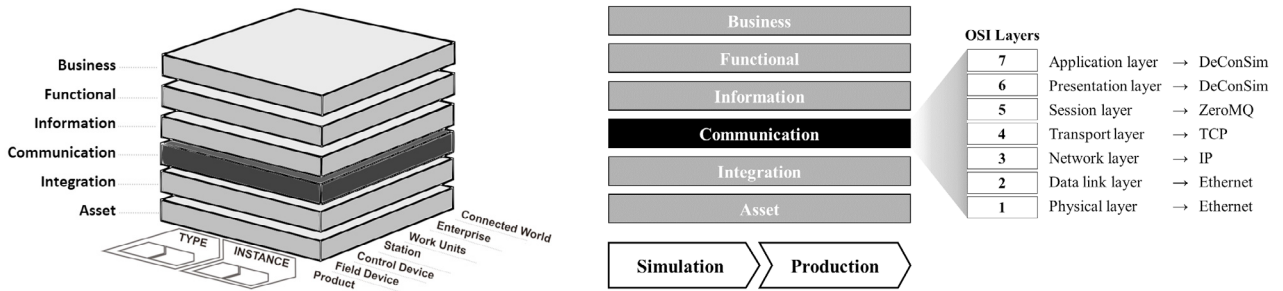 Business
Functional
Information
Communication
Integration
Asset
TYPE
INSTANCE
Connected World
Enterprise
Work Units
Station
Control Device
Field Device
Product
Business
Functional
Information
Communication
Integration
Asset
Simulation
Production
OSI Layers
7 Application layer → DeConSim
6 Presentation layer → DeConSim
5 Session layer → ZeroMQ
4 Transport layer → TCP
3 Network layer → IP
2 Data link layer → Ethernet
1 Physical layer → Ethernet